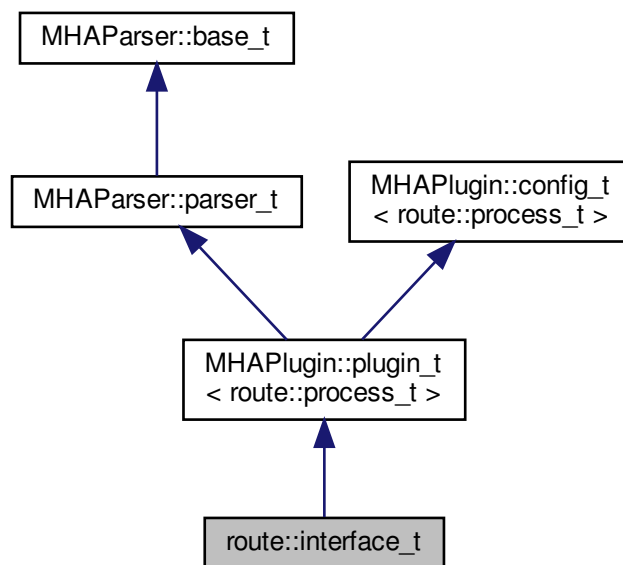 MHAParser::base_t
MHAParser::parser_t
MHAPlugin::config_t
< route::process_t >
MHAPlugin::plugin_t
< route::process_t >
route::interface_t